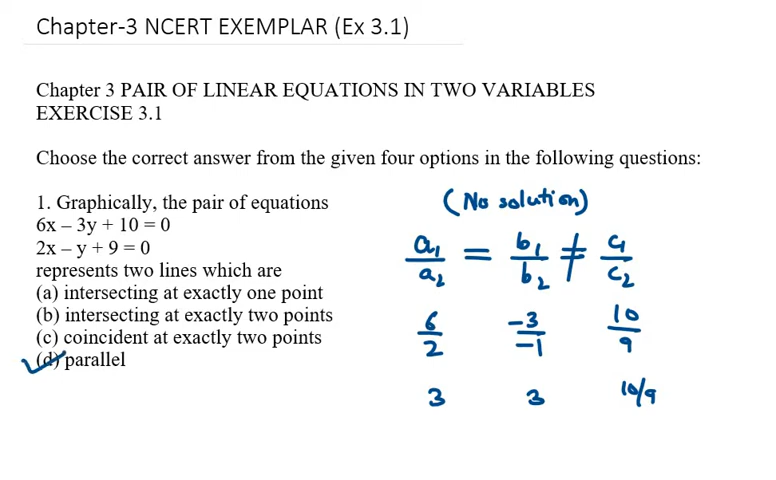 Chapter-3 NCERT EXEMPLAR (Ex 3.1)
Chapter 3 PAIR OF LINEAR EQUATIONS IN TWO VARIABLES
EXERCISE 3.1
Choose the correct answer from the given four options in the following questions:
1. Graphically, the pair of equations
6x – 3y + 10 = 0
2x – y + 9 = 0
represents two lines which are
(a) intersecting at exactly one point
(b) intersecting at exactly two points
(c) coincident at exactly two points
(d) parallel
(No solution)
a₁/a₂ = b₁/b₂ ≠ c₁/c₂
6/2 -3/-1 10/9
3 3 10/9